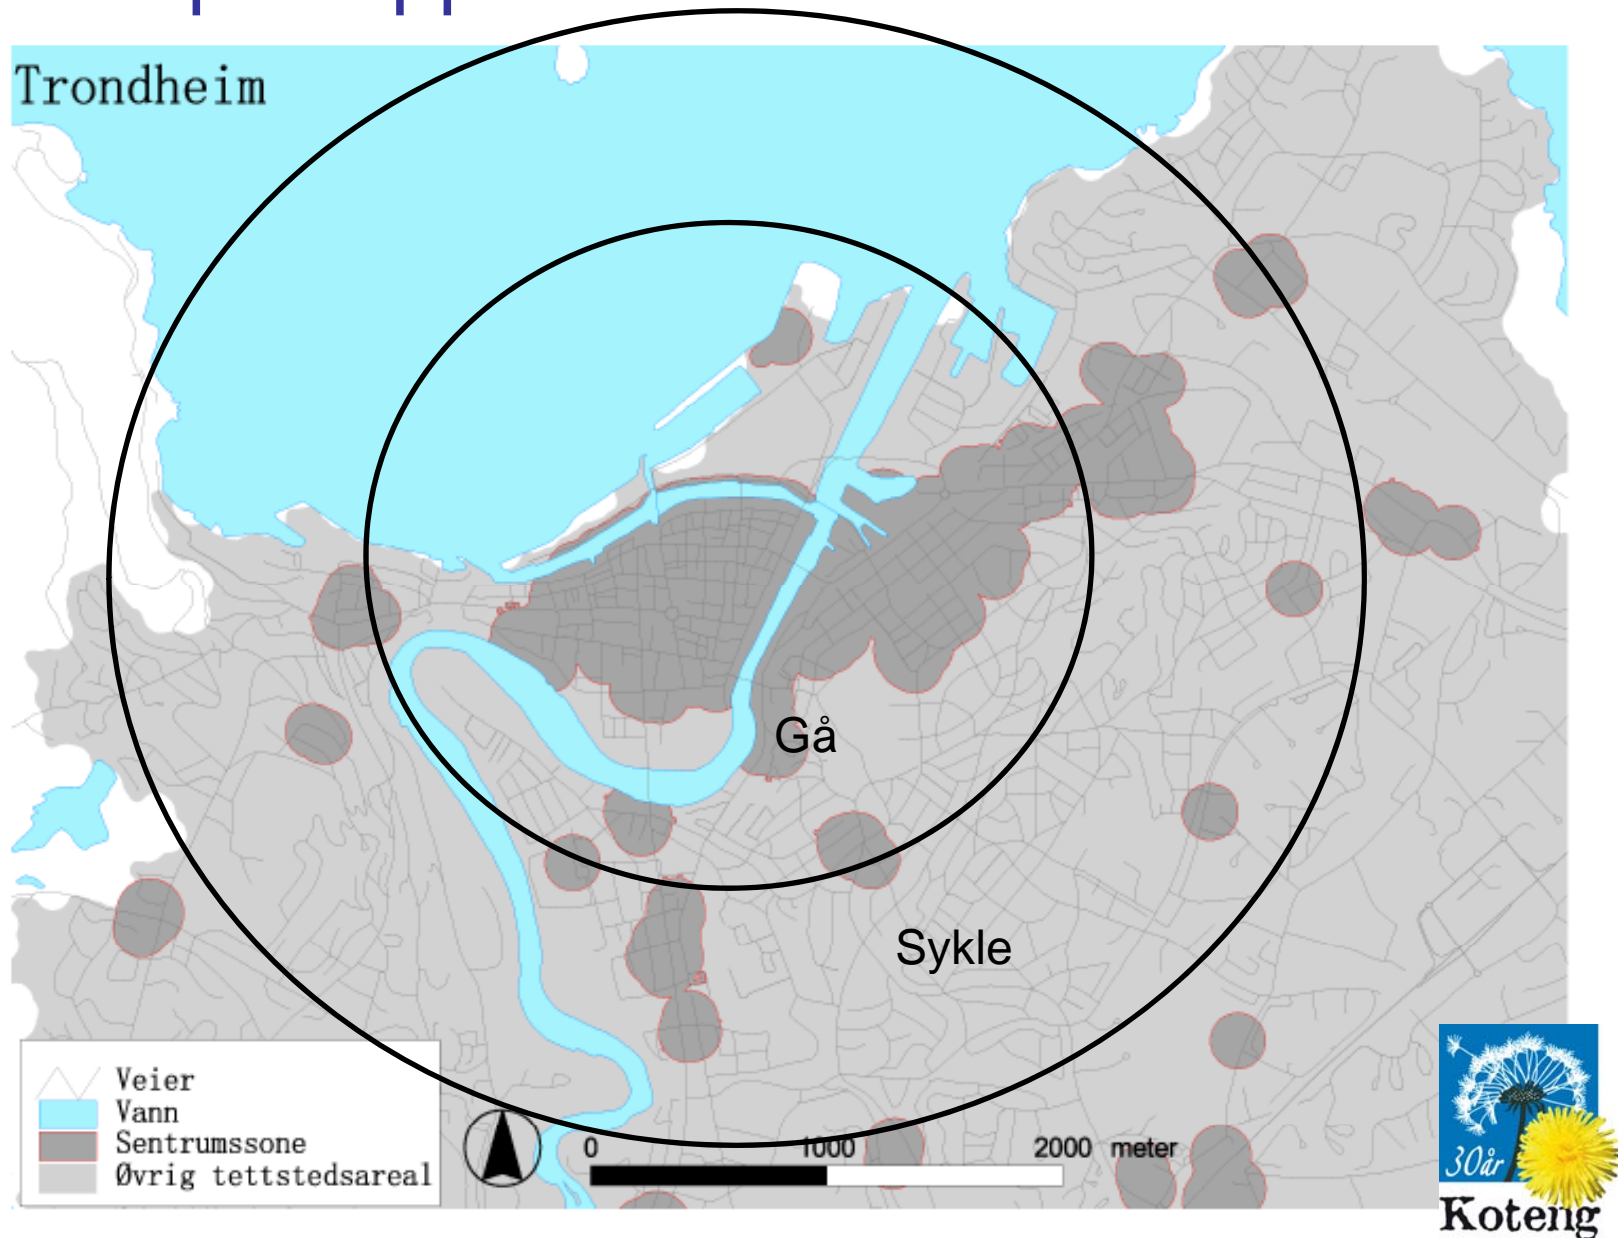 Trondheim
Gå
Sykle
Veier
Vann
Sentrumssone
Øvrig tettstedsareal
0 1000 2000 meter
30år
Koteng